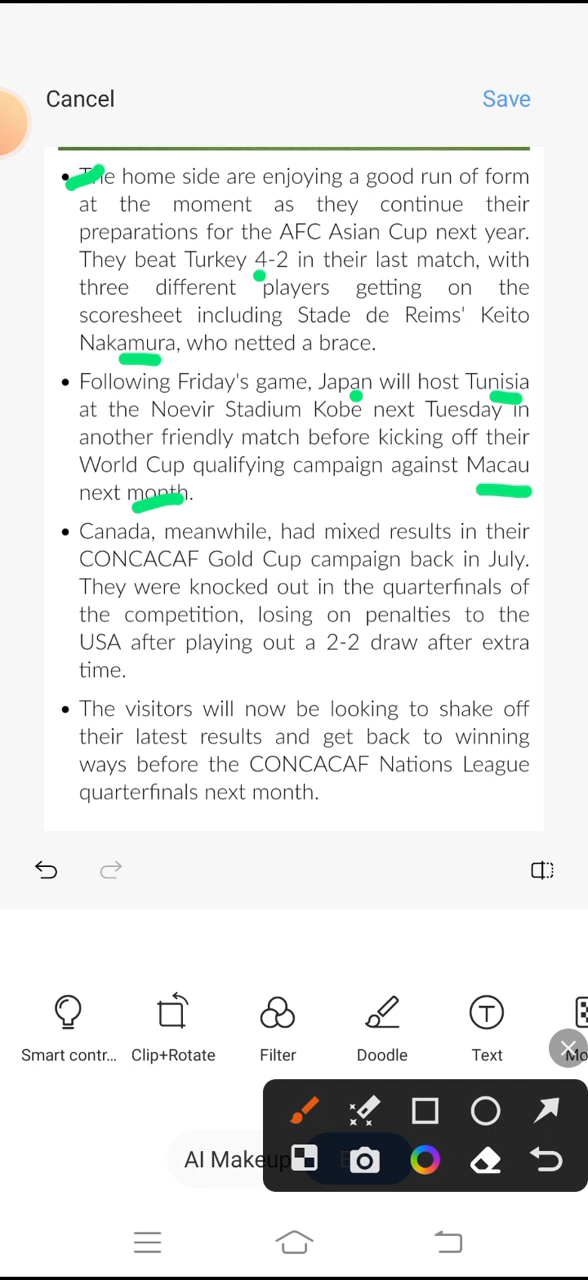 Cancel
Save
• The home side are enjoying a good run of form
at the moment as they continue their
preparations for the AFC Asian Cup next year.
They beat Turkey 4-2 in their last match, with
three different players getting on the
scoresheet including Stade de Reims' Keito
Nakamura, who netted a brace.
• Following Friday's game, Japan will host Tunisia
at the Noevir Stadium Kobe next Tuesday in
another friendly match before kicking off their
World Cup qualifying campaign against Macau
next month.
• Canada, meanwhile, had mixed results in their
CONCACAF Gold Cup campaign back in July.
They were knocked out in the quarterfinals of
the competition, losing on penalties to the
USA after playing out a 2-2 draw after extra
time.
• The visitors will now be looking to shake off
their latest results and get back to winning
ways before the CONCACAF Nations League
quarterfinals next month.
Smart contr...
Clip+Rotate
Filter
Doodle
Text
AI Makeup